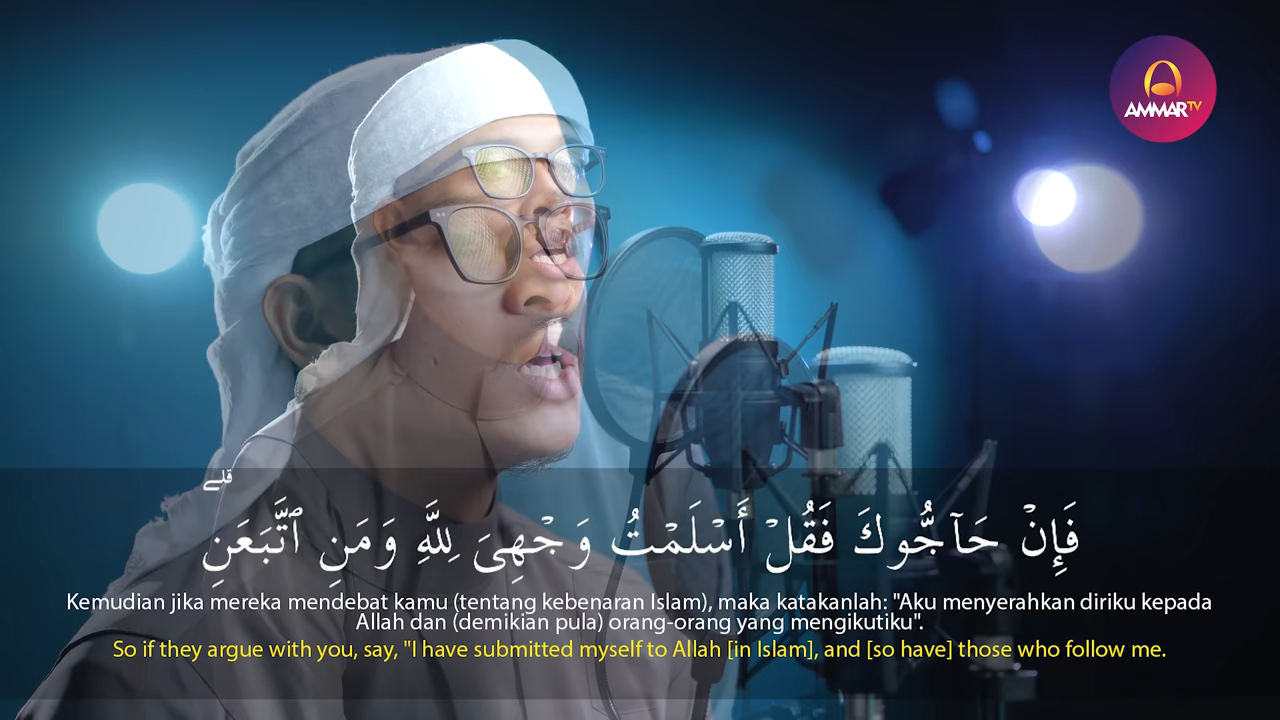 AMMARTV
قلے
فَإِنْ حَآجُّوكَ فَقُلْ أَسْلَمْتُ وَجْهِىَ لِلَّهِ وَمَنِ ٱتَّبَعَنِ
Kemudian jika mereka mendebat kamu (tentang kebenaran Islam), maka katakanlah: "Aku menyerahkan diriku kepada
Allah dan (demikian pula) orang-orang yang mengikutiku".
So if they argue with you, say, "I have submitted myself to Allah [in Islam], and [so have] those who follow me.